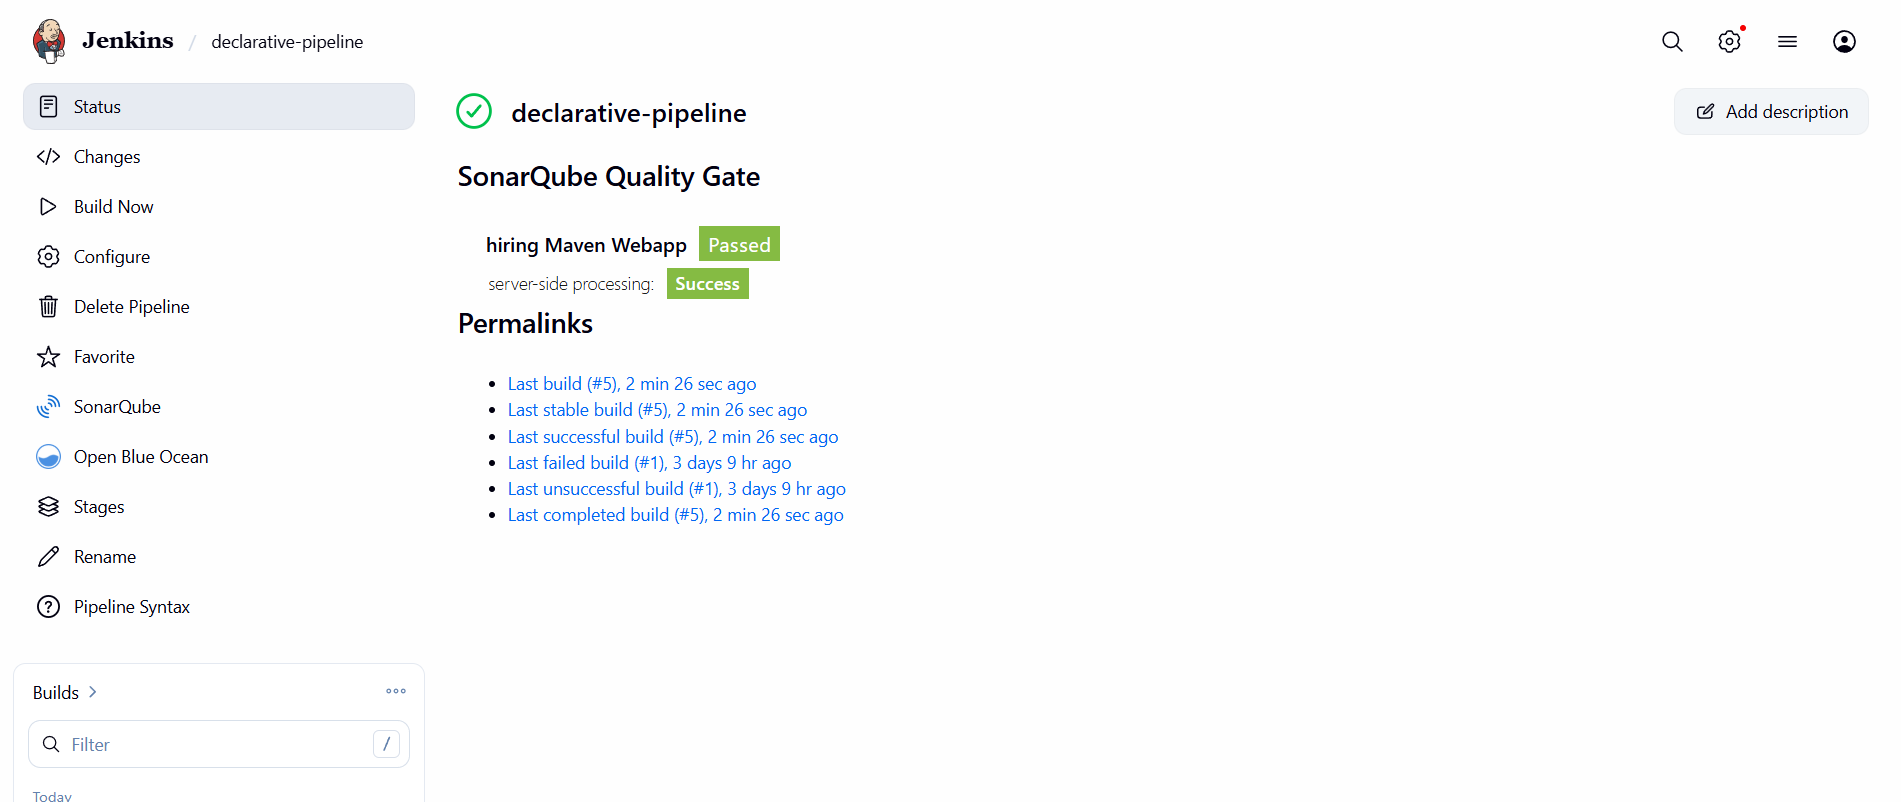 Jenkins / declarative-pipeline
Status
Changes
Build Now
Configure
Delete Pipeline
Favorite
SonarQube
Open Blue Ocean
Stages
Rename
Pipeline Syntax
Builds
Filter /
Today
declarative-pipeline
Add description
SonarQube Quality Gate
hiring Maven Webapp Passed
server-side processing: Success
Permalinks
Last build (#5), 2 min 26 sec ago
Last stable build (#5), 2 min 26 sec ago
Last successful build (#5), 2 min 26 sec ago
Last failed build (#1), 3 days 9 hr ago
Last unsuccessful build (#1), 3 days 9 hr ago
Last completed build (#5), 2 min 26 sec ago